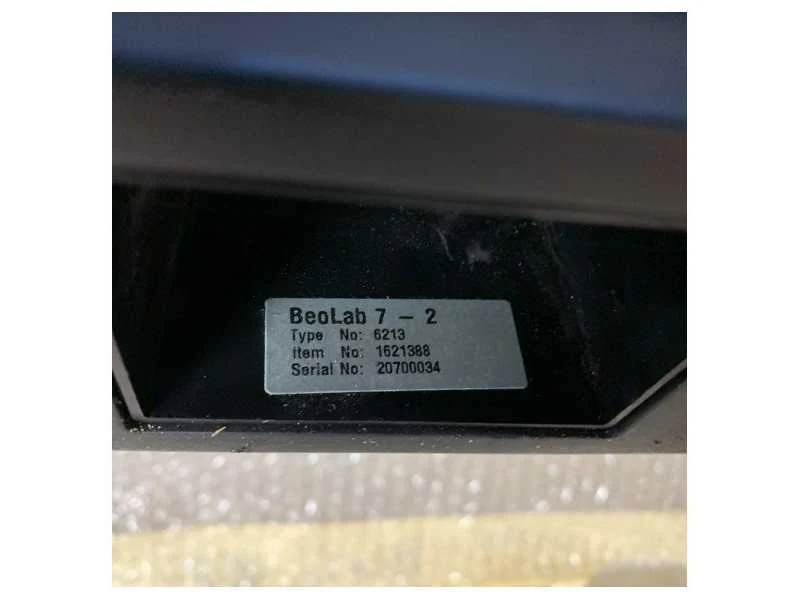 BeoLab 7 – 2
Type No: 6213
Item No: 1621388
Serial No: 20700034